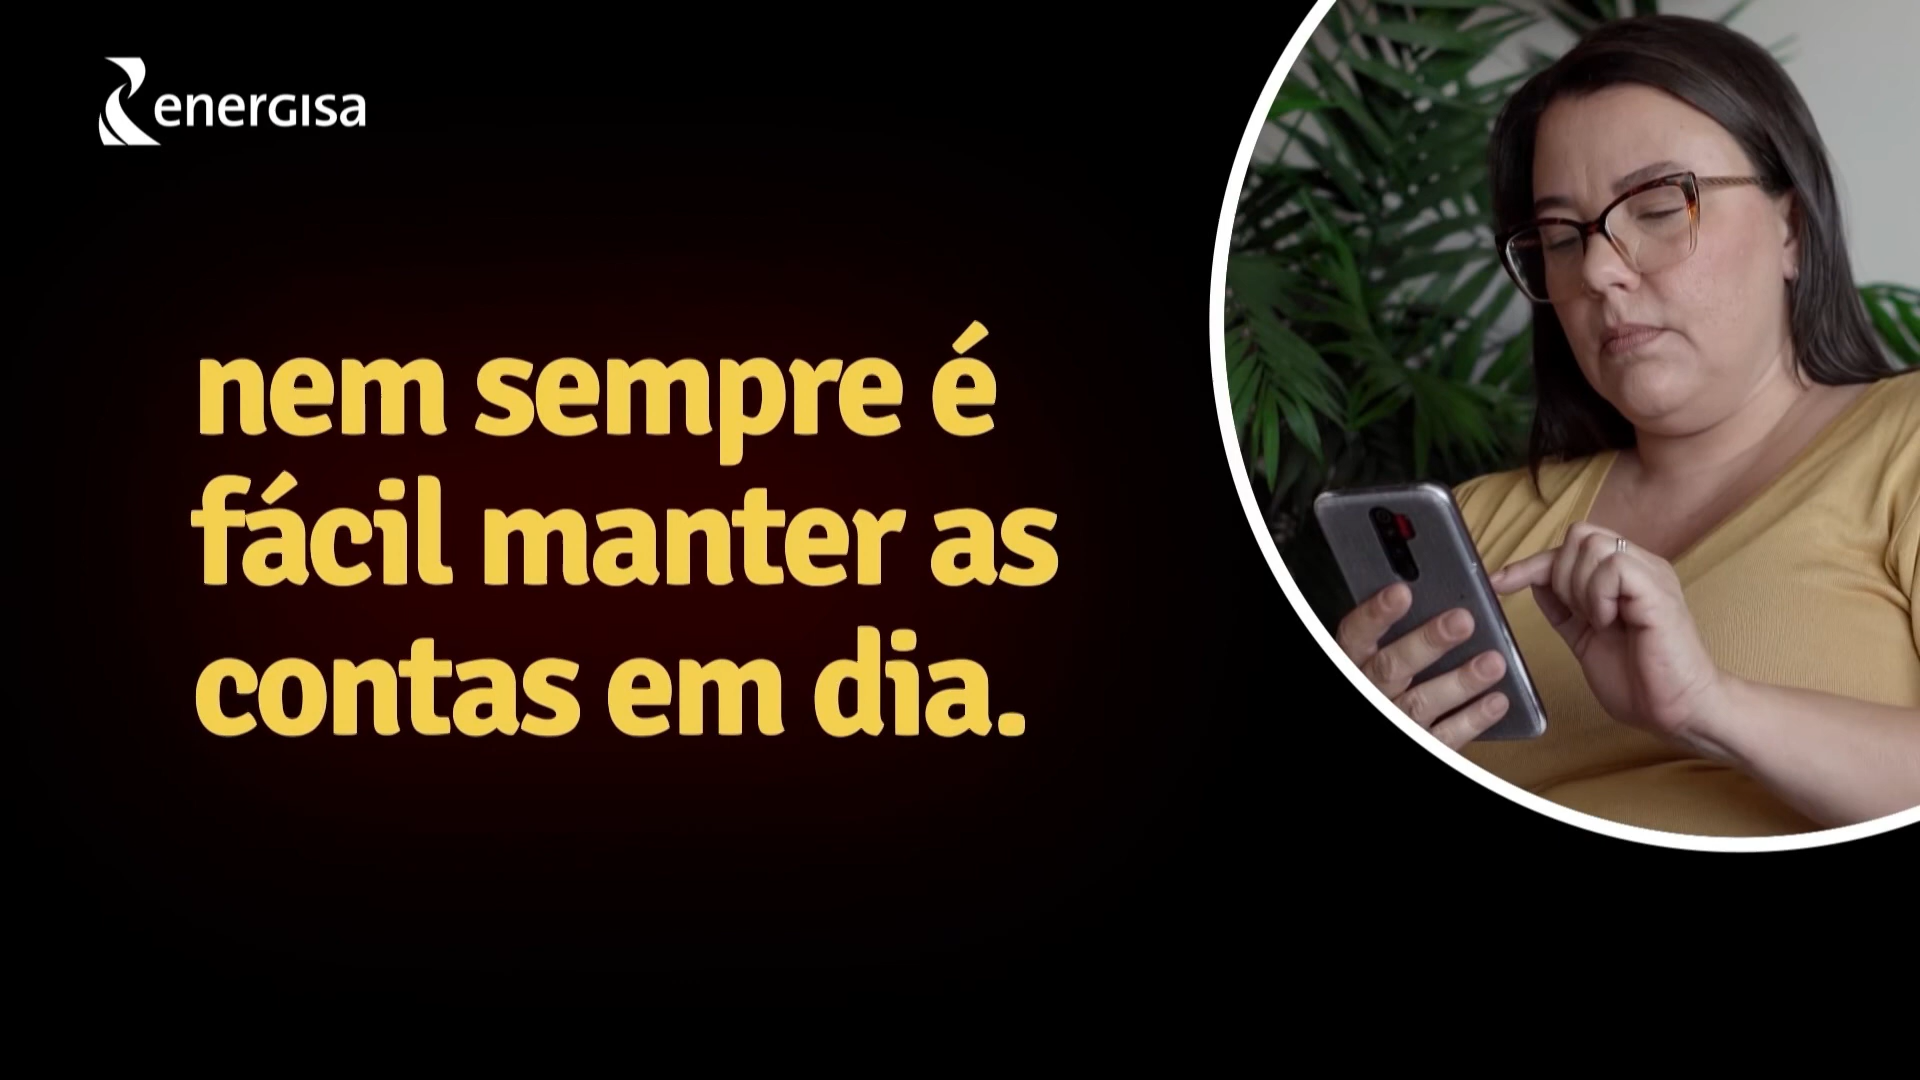 energisa
nem sempre é
fácil manter as
contas em dia.